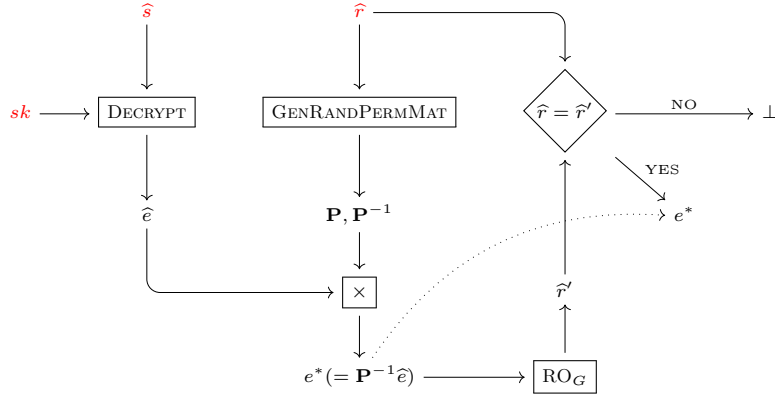 ŝ r̂
sk DECRYPT GENRANDPERMMAT r̂ = r̂′ NO ⊥
YES
ê P, P⁻¹ e*
× r̂′
e*(= P⁻¹ê) RO_G